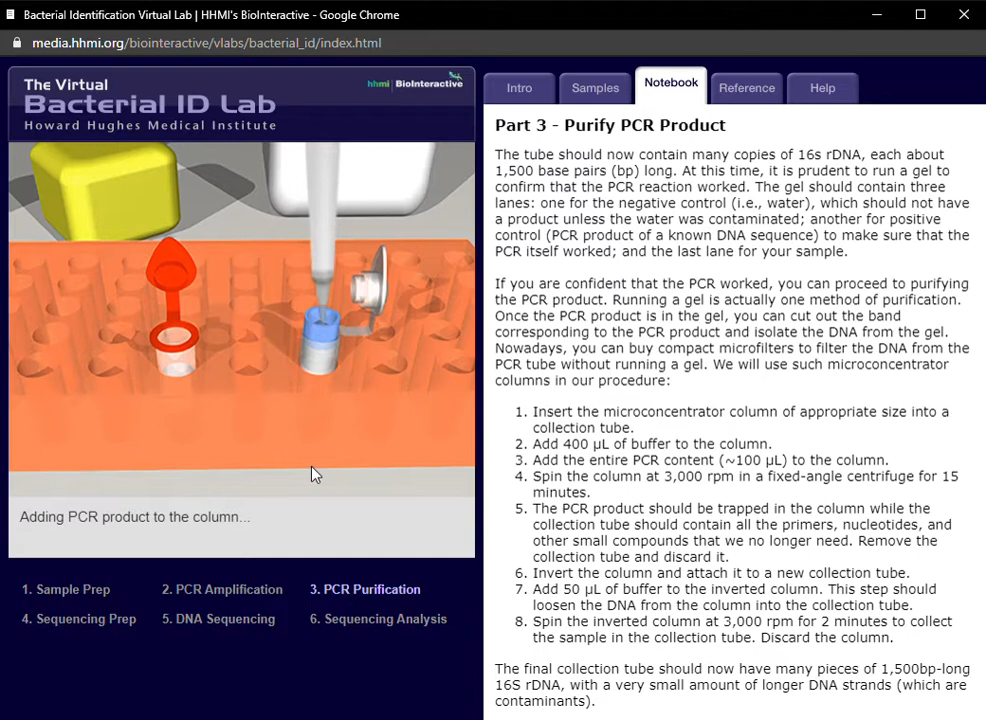 Bacterial Identification Virtual Lab | HHMI's BioInteractive - Google Chrome
media.hhmi.org/biointeractive/vlabs/bacterial_id/index.html
The Virtual
Bacterial ID Lab
Howard Hughes Medical Institute
hhmi BioInteractive
Adding PCR product to the column...
1. Sample Prep
2. PCR Amplification
3. PCR Purification
4. Sequencing Prep
5. DNA Sequencing
6. Sequencing Analysis
Intro
Samples
Notebook
Reference
Help
Part 3 - Purify PCR Product
The tube should now contain many copies of 16s rDNA, each about
1,500 base pairs (bp) long. At this time, it is prudent to run a gel to
confirm that the PCR reaction worked. The gel should contain three
lanes: one for the negative control (i.e., water), which should not have
a product unless the water was contaminated; another for positive
control (PCR product of a known DNA sequence) to make sure that the
PCR itself worked; and the last lane for your sample.
If you are confident that the PCR worked, you can proceed to purifying
the PCR product. Running a gel is actually one method of purification.
Once the PCR product is in the gel, you can cut out the band
corresponding to the PCR product and isolate the DNA from the gel.
Nowadays, you can buy compact microfilters to filter the DNA from the
PCR tube without running a gel. We will use such microconcentrator
columns in our procedure:
1. Insert the microconcentrator column of appropriate size into a
collection tube.
2. Add 400 µL of buffer to the column.
3. Add the entire PCR content (~100 µL) to the column.
4. Spin the column at 3,000 rpm in a fixed-angle centrifuge for 15
minutes.
5. The PCR product should be trapped in the column while the
collection tube should contain all the primers, nucleotides, and
other small compounds that we no longer need. Remove the
collection tube and discard it.
6. Invert the column and attach it to a new collection tube.
7. Add 50 µL of buffer to the inverted column. This step should
loosen the DNA from the column into the collection tube.
8. Spin the inverted column at 3,000 rpm for 2 minutes to collect
the sample in the collection tube. Discard the column.
The final collection tube should now have many pieces of 1,500bp-long
16S rDNA, with a very small amount of longer DNA strands (which are
contaminants).